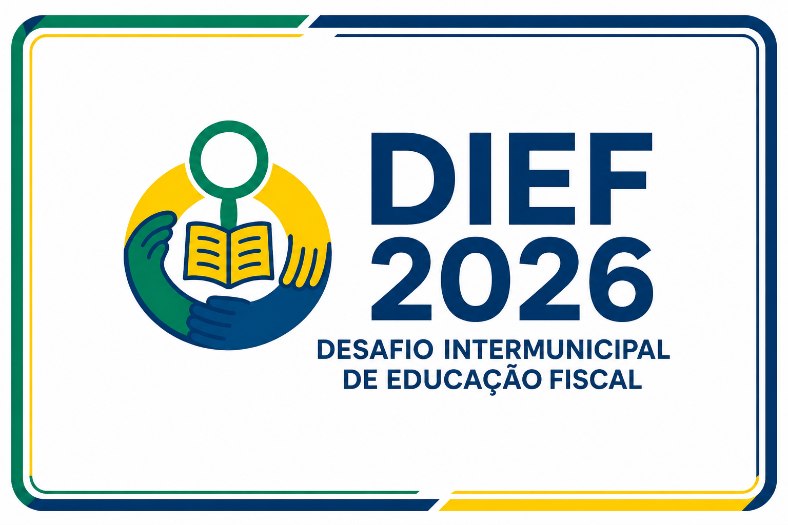 DIEF
2026
DESAFIO INTERMUNICIPAL
DE EDUCAÇÃO FISCAL